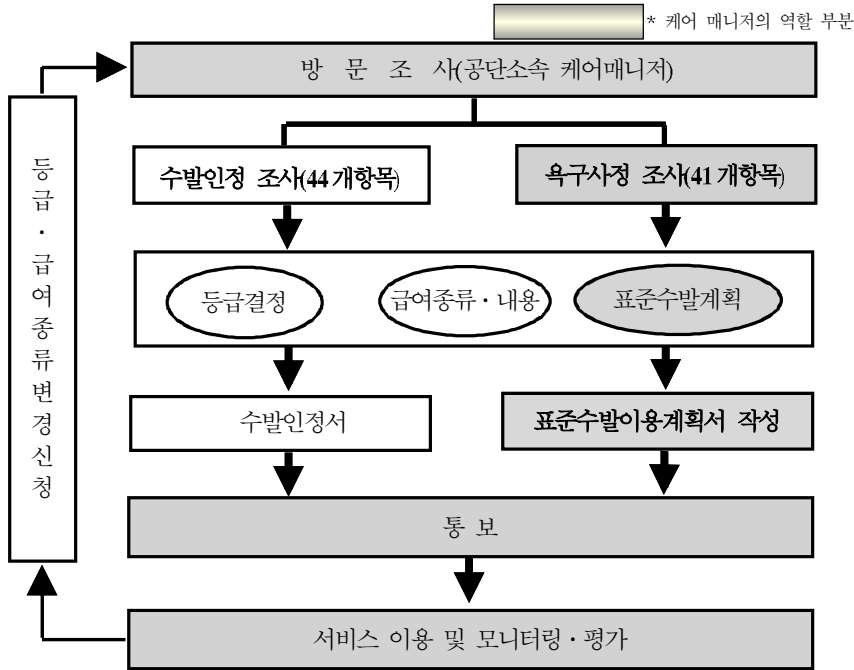 * 케어 매니저의 역할 부분
방 문 조 사(공단소속 케어매니저)
등급·급여종류변경신청
수발인정 조사(44개항목)
욕구사정 조사(41개항목)
등급결정
급여종류·내용
표준수발계획
수발인정서
표준수발이용계획서 작성
통 보
서비스 이용 및 모니터링·평가